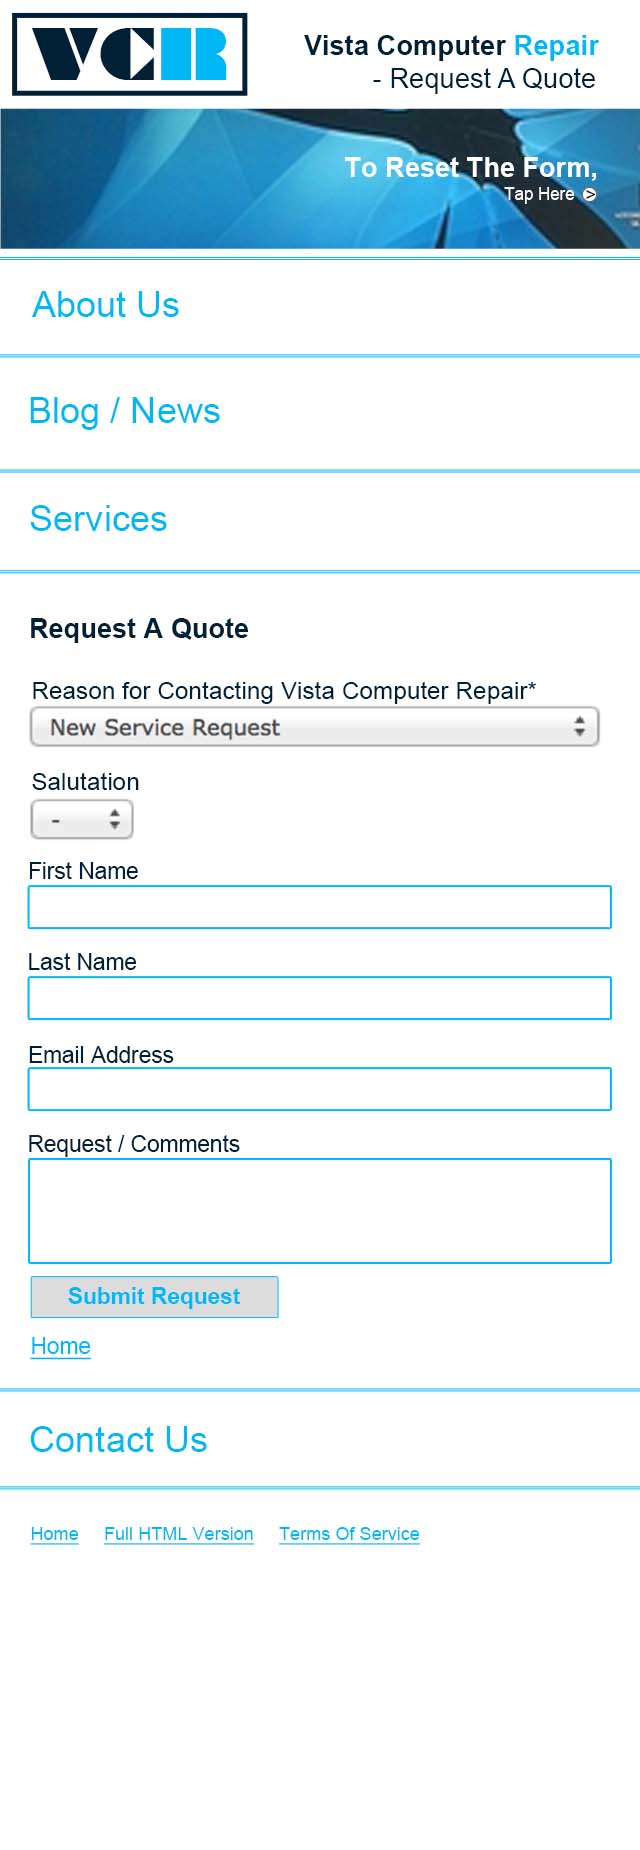 VCR
Vista Computer Repair
- Request A Quote
To Reset The Form,
Tap Here >
About Us
Blog / News
Services
Request A Quote
Reason for Contacting Vista Computer Repair*
New Service Request
Salutation
-
First Name
Last Name
Email Address
Request / Comments
Submit Request
Home
Contact Us
Home Full HTML Version Terms Of Service